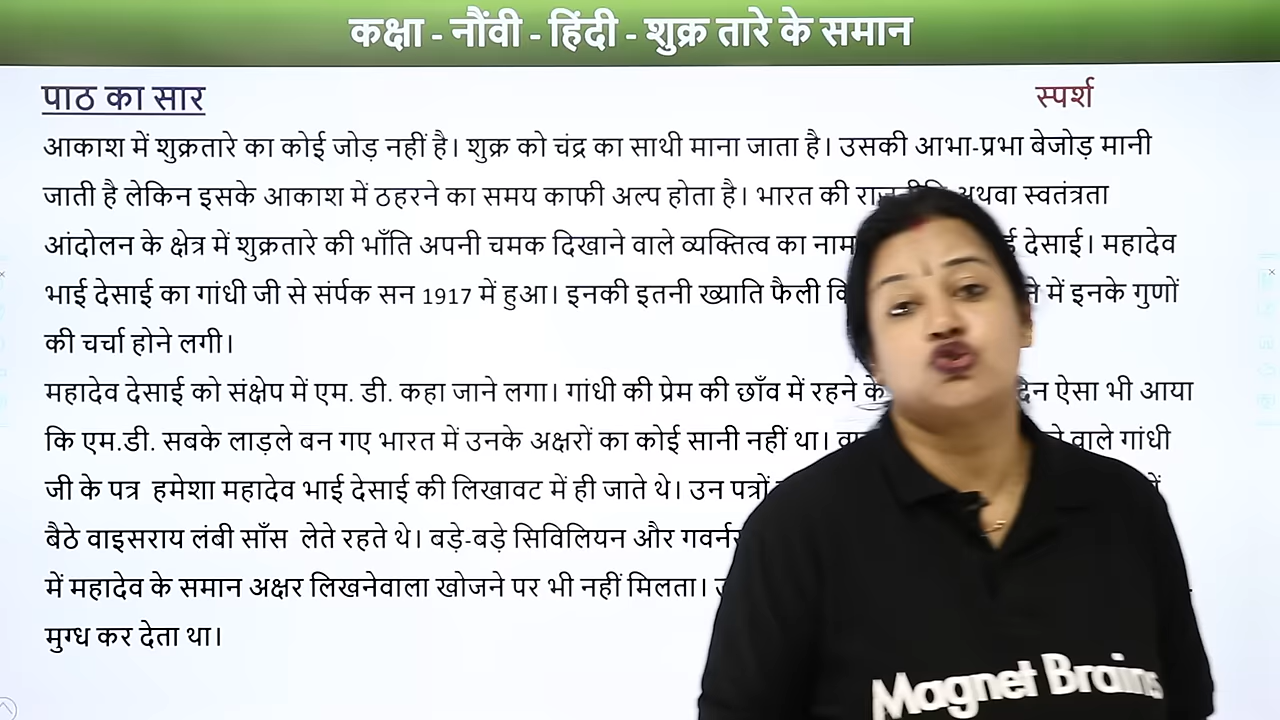 कक्षा - नौंवी - हिंदी - शुक्र तारे के समान
पाठ का सार
स्पर्श
आकाश में शुक्रतारे का कोई जोड़ नहीं है। शुक्र को चंद्र का साथी माना जाता है। उसकी आभा-प्रभा बेजोड़ मानी
जाती है लेकिन इसके आकाश में ठहरने का समय काफी अल्प होता है। भारत की अथवा स्वतंत्रता
आंदोलन के क्षेत्र में शुक्रतारे की भाँति अपनी चमक दिखाने वाले व्यक्तित्व का नाम देसाई। महादेव
भाई देसाई का गांधी जी से संर्पक सन 1917 में हुआ। इनकी इतनी ख्याति फैली में इनके गुणों
की चर्चा होने लगी।
महादेव देसाई को संक्षेप में एम. डी. कहा जाने लगा। गांधी की प्रेम की छाँव में रहने के ऐसा भी आया
कि एम.डी. सबके लाड़ले बन गए भारत में उनके अक्षरों का कोई सानी नहीं था। वाले गांधी
जी के पत्र हमेशा महादेव भाई देसाई की लिखावट में ही जाते थे। उन पत्रों
बैठे वाइसराय लंबी साँस लेते रहते थे। बड़े-बड़े सिविलियन और
में महादेव के समान अक्षर लिखनेवाला खोजने पर भी नहीं मिलता।
मुग्ध कर देता था।
Magnet Brains